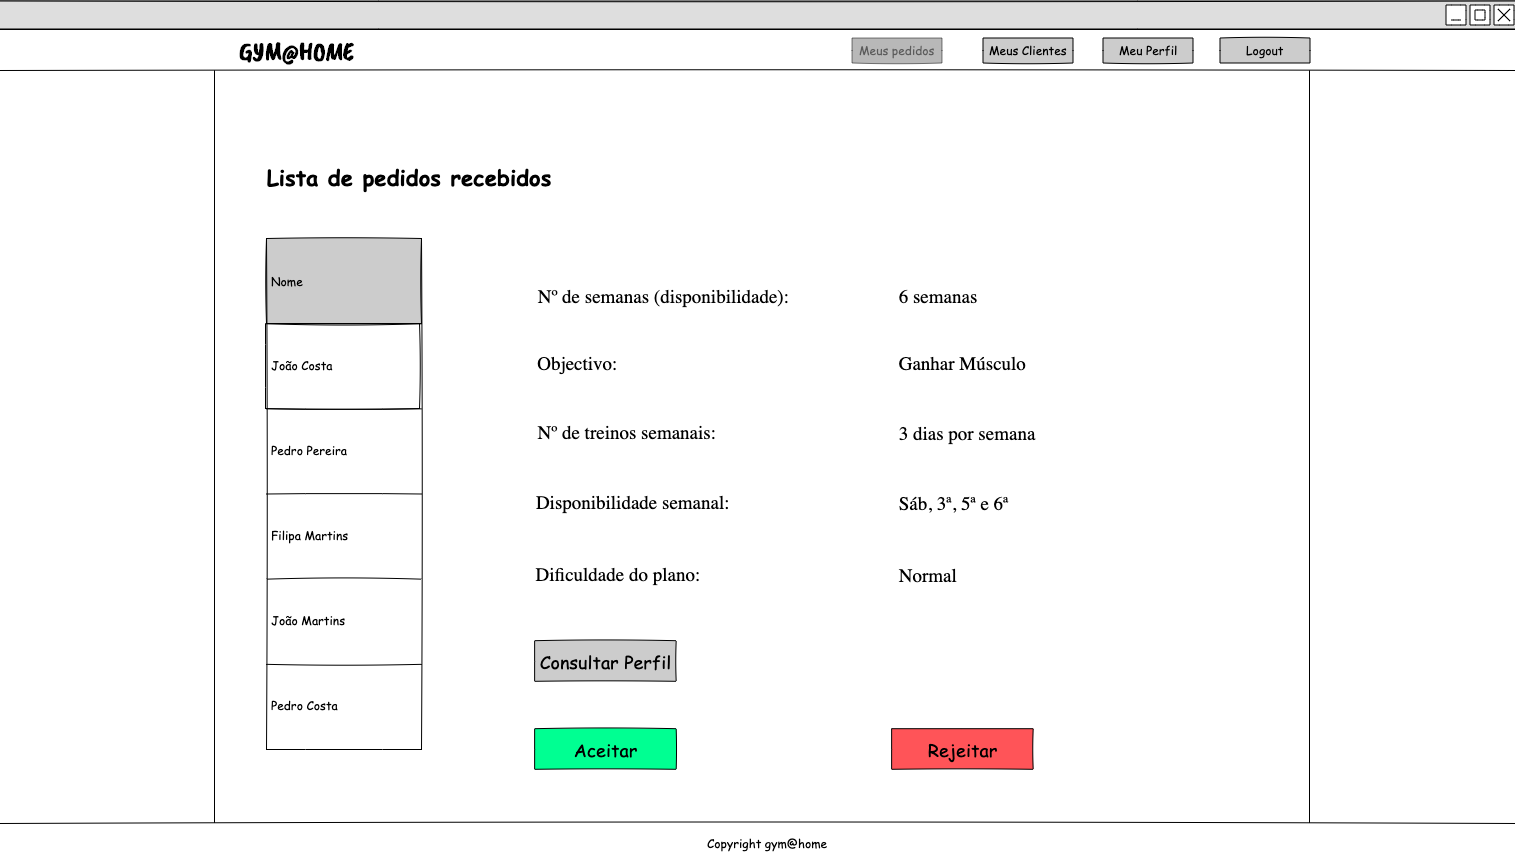 GYM@HOME
Meus pedidos
Meus Clientes
Meu Perfil
Logout
Lista de pedidos recebidos
Nome
João Costa
Pedro Pereira
Filipa Martins
João Martins
Pedro Costa
Nº de semanas (disponibilidade): 6 semanas
Objectivo: Ganhar Músculo
Nº de treinos semanais: 3 dias por semana
Disponibilidade semanal: Sáb, 3ª, 5ª e 6ª
Dificuldade do plano: Normal
Consultar Perfil
Aceitar
Rejeitar
Copyright gym@home